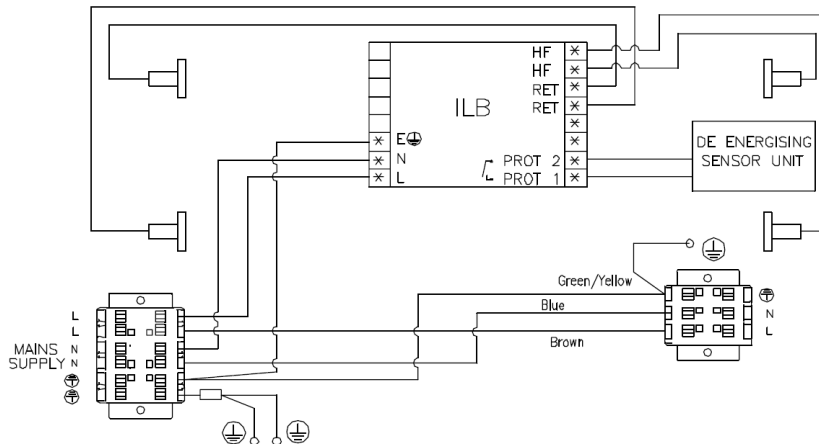 HF
HF
RET
RET
ILB
E
N
L
PROT 2
PROT 1
DE ENERGISING
SENSOR UNIT
Green/Yellow
Blue
Brown
L
L
N
N
MAINS
SUPPLY
N
L